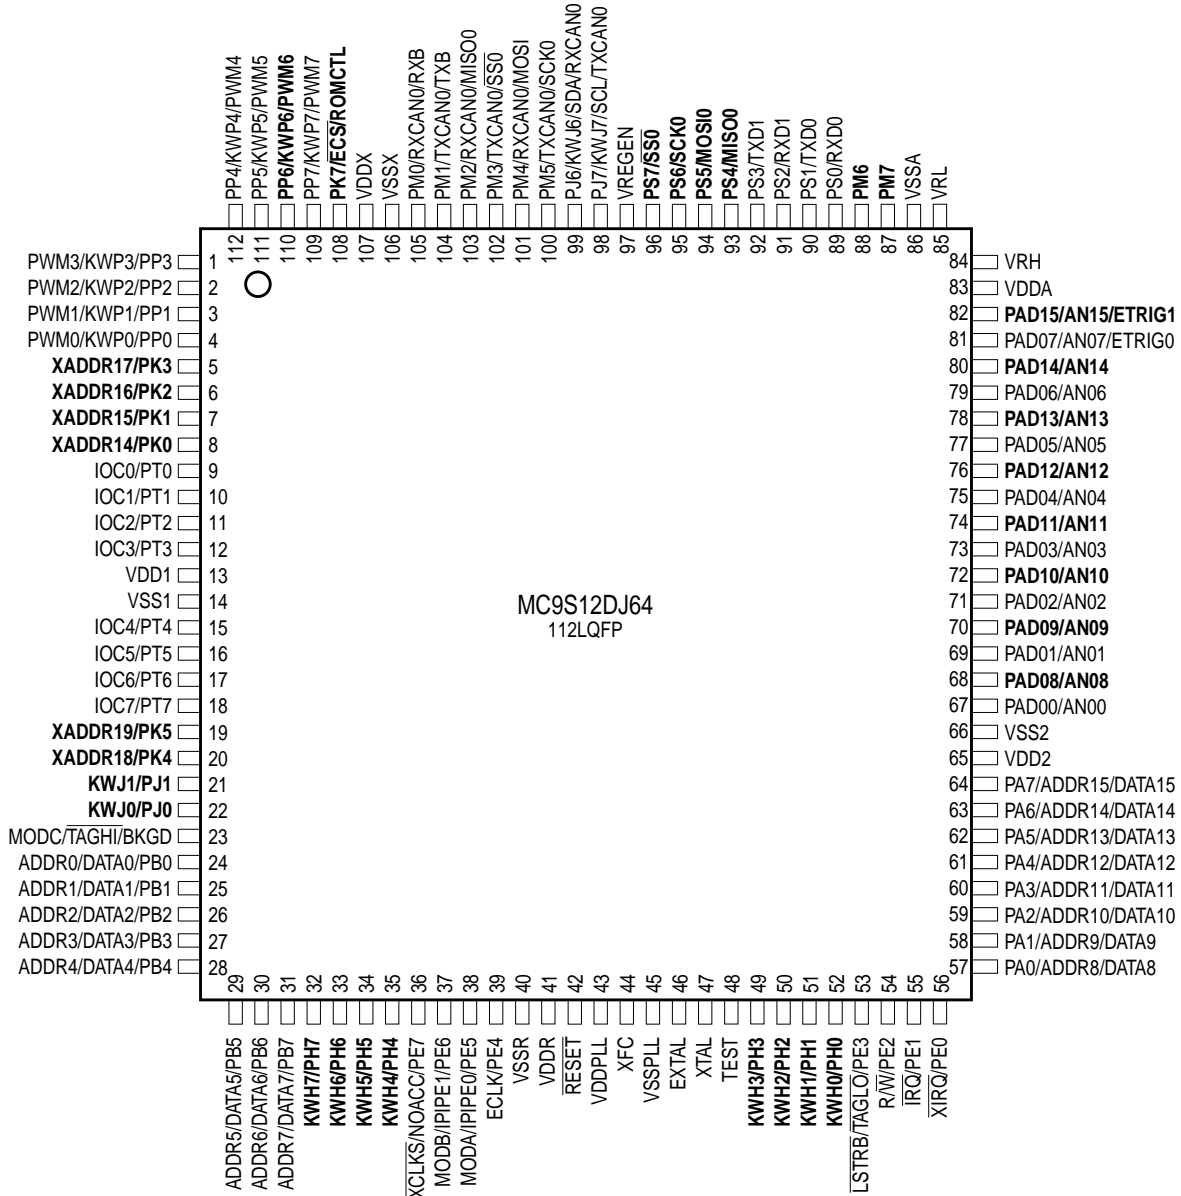 PP4/KWP4/PWM4
PP5/KWP5/PWM5
PP6/KWP6/PWM6
PP7/KWP7/PWM7
PK7/ECS/ROMCTL
VDDX
VSSX
PM0/RXCAN0/RXB
PM1/TXCAN0/TXB
PM2/RXCAN0/MISO0
PM3/TXCAN0/SS0
PM4/RXCAN0/MOSI
PM5/TXCAN0/SCK0
PJ6/KWJ6/SDA/RXCAN0
PJ7/KWJ7/SCL/TXCAN0
VREGEN
PS7/SS0
PS6/SCK0
PS5/MOSI0
PS4/MISO0
PS3/TXD1
PS2/RXD1
PS1/TXD0
PS0/RXD0
PM6
PM7
VSSA
VRL
112
111
110
109
108
107
106
105
104
103
102
101
100
99
98
97
96
95
94
93
92
91
90
89
88
87
86
85
PWM3/KWP3/PP3 1
PWM2/KWP2/PP2 2
PWM1/KWP1/PP1 3
PWM0/KWP0/PP0 4
XADDR17/PK3 5
XADDR16/PK2 6
XADDR15/PK1 7
XADDR14/PK0 8
IOC0/PT0 9
IOC1/PT1 10
IOC2/PT2 11
IOC3/PT3 12
VDD1 13
VSS1 14
IOC4/PT4 15
IOC5/PT5 16
IOC6/PT6 17
IOC7/PT7 18
XADDR19/PK5 19
XADDR18/PK4 20
KWJ1/PJ1 21
KWJ0/PJ0 22
MODC/TAGHI/BKGD 23
ADDR0/DATA0/PB0 24
ADDR1/DATA1/PB1 25
ADDR2/DATA2/PB2 26
ADDR3/DATA3/PB3 27
ADDR4/DATA4/PB4 28
MC9S12DJ64
112LQFP
84 VRH
83 VDDA
82 PAD15/AN15/ETRIG1
81 PAD07/AN07/ETRIG0
80 PAD14/AN14
79 PAD06/AN06
78 PAD13/AN13
77 PAD05/AN05
76 PAD12/AN12
75 PAD04/AN04
74 PAD11/AN11
73 PAD03/AN03
72 PAD10/AN10
71 PAD02/AN02
70 PAD09/AN09
69 PAD01/AN01
68 PAD08/AN08
67 PAD00/AN00
66 VSS2
65 VDD2
64 PA7/ADDR15/DATA15
63 PA6/ADDR14/DATA14
62 PA5/ADDR13/DATA13
61 PA4/ADDR12/DATA12
60 PA3/ADDR11/DATA11
59 PA2/ADDR10/DATA10
58 PA1/ADDR9/DATA9
57 PA0/ADDR8/DATA8
29
30
31
32
33
34
35
36
37
38
39
40
41
42
43
44
45
46
47
48
49
50
51
52
53
54
55
56
ADDR5/DATA5/PB5
ADDR6/DATA6/PB6
ADDR7/DATA7/PB7
KWH7/PH7
KWH6/PH6
KWH5/PH5
KWH4/PH4
XCLKS/NOACC/PE7
MODB/IPIPE1/PE6
MODA/IPIPE0/PE5
ECLK/PE4
VSSR
VDDR
RESET
VDDPLL
XFC
VSSPLL
EXTAL
XTAL
TEST
KWH3/PH3
KWH2/PH2
KWH1/PH1
KWH0/PH0
LSTRB/TAGLO/PE3
R/W/PE2
IRQ/PE1
XIRQ/PE0